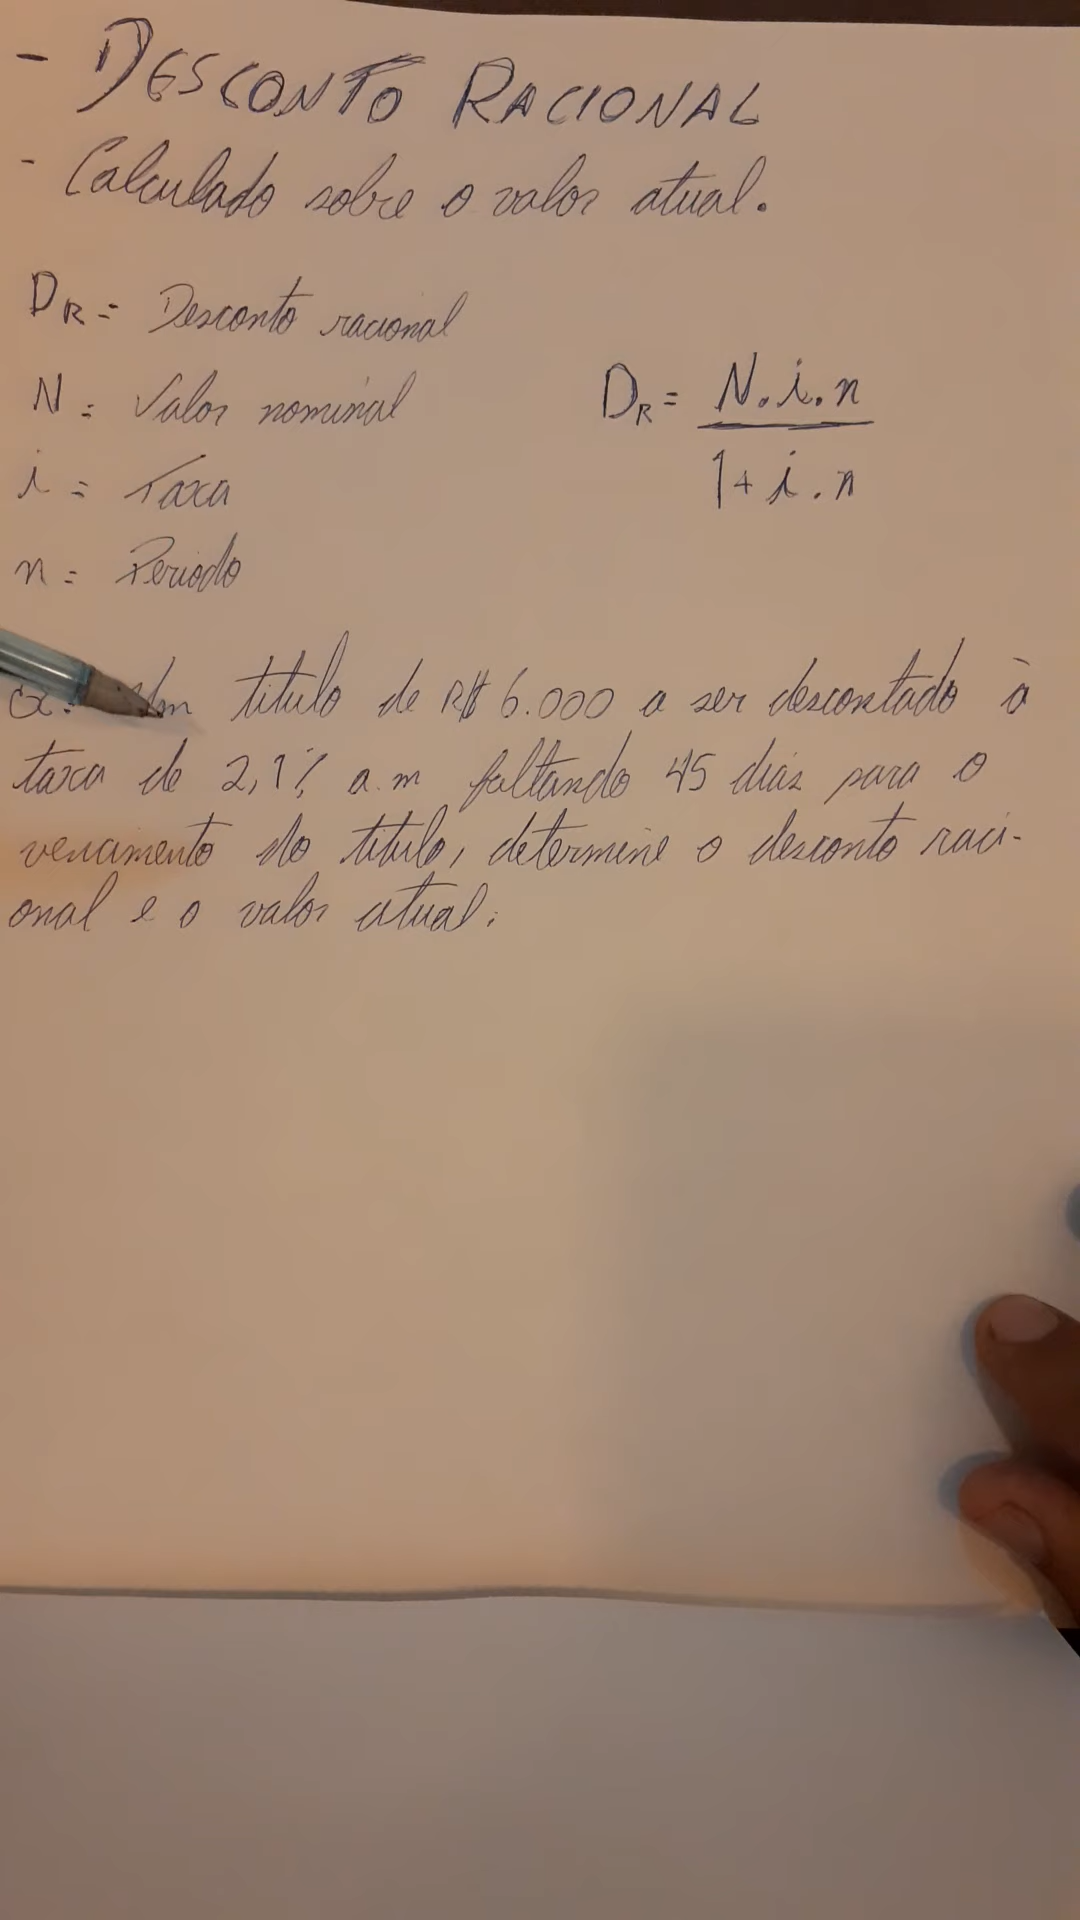 - DESCONTO RACIONAL
- Calculado sobre o valor atual.
DR = Desconto racional
N = Valor nominal
i = Taxa
n = Periodo
DR = N.i.n
1+i.n
Um titulo de R$ 6.000 a ser descontado à
taxa de 2,1% a.m faltando 45 dias para o
vencimento do titulo, determine o desconto raci-
onal e o valor atual.